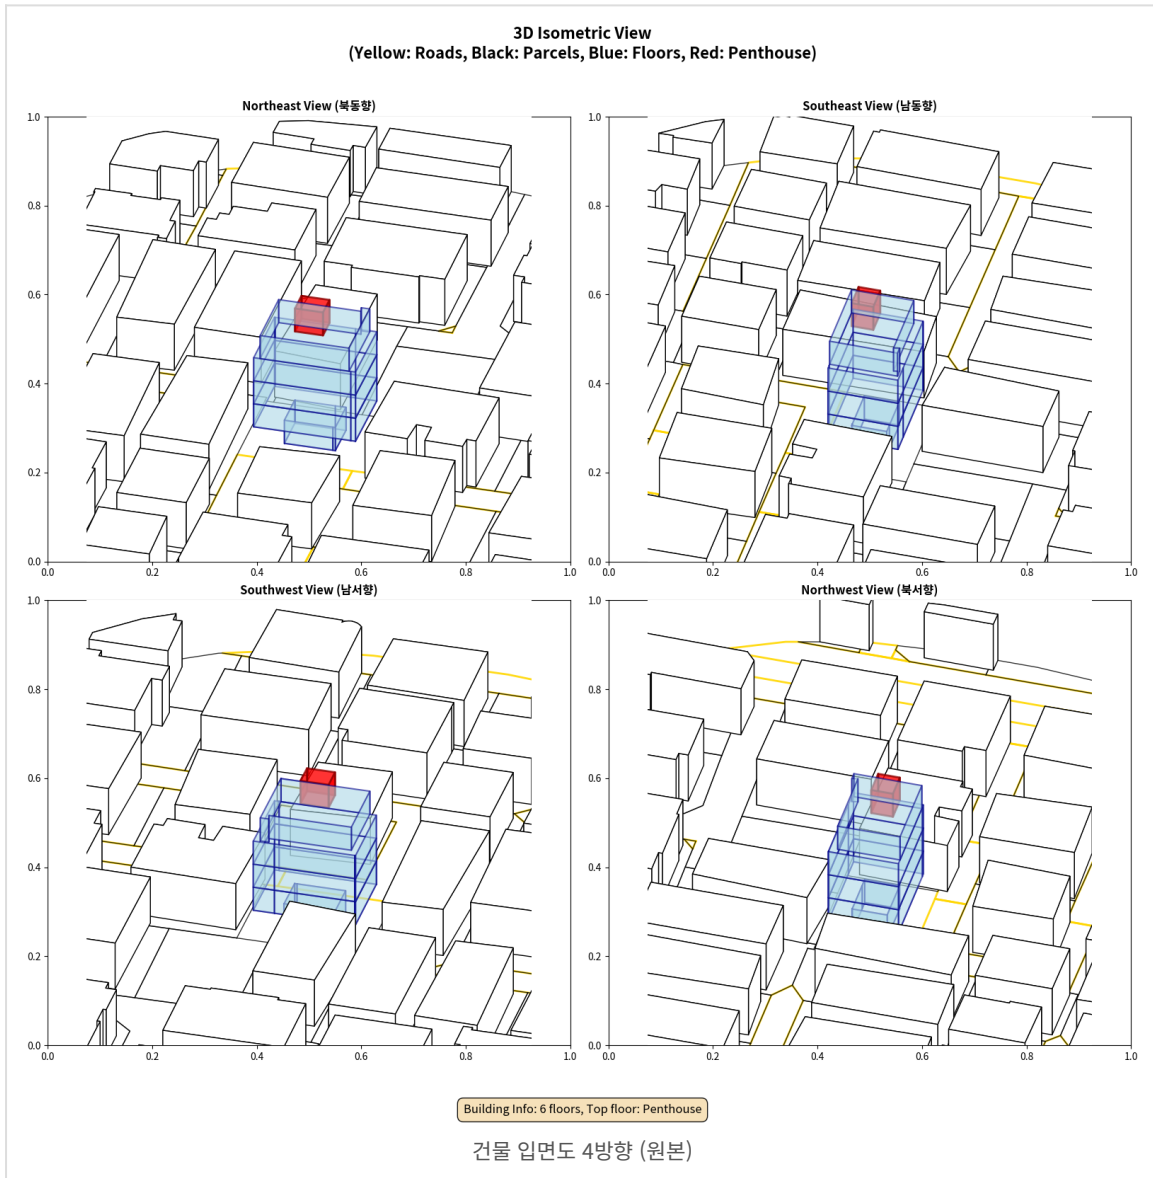 3D Isometric View
(Yellow: Roads, Black: Parcels, Blue: Floors, Red: Penthouse)
Northeast View (북동향)
Southeast View (남동향)
1.0
0.8
0.6
0.4
0.2
0.0
0.0 0.2 0.4 0.6 0.8 1.0
1.0
0.8
0.6
0.4
0.2
0.0
0.0 0.2 0.4 0.6 0.8 1.0
Southwest View (남서향)
Northwest View (북서향)
1.0
0.8
0.6
0.4
0.2
0.0
0.0 0.2 0.4 0.6 0.8 1.0
1.0
0.8
0.6
0.4
0.2
0.0
0.0 0.2 0.4 0.6 0.8 1.0
Building Info: 6 floors, Top floor: Penthouse
건물 입면도 4방향 (원본)